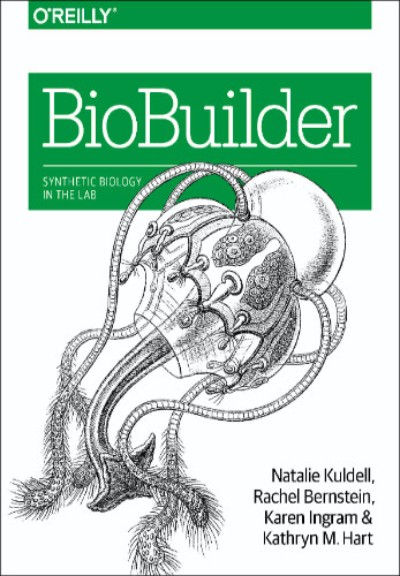 O'REILLY®
BioBuilder
SYNTHETIC BIOLOGY
IN THE LAB
Natalie Kuldell,
Rachel Bernstein,
Karen Ingram &
Kathryn M. Hart